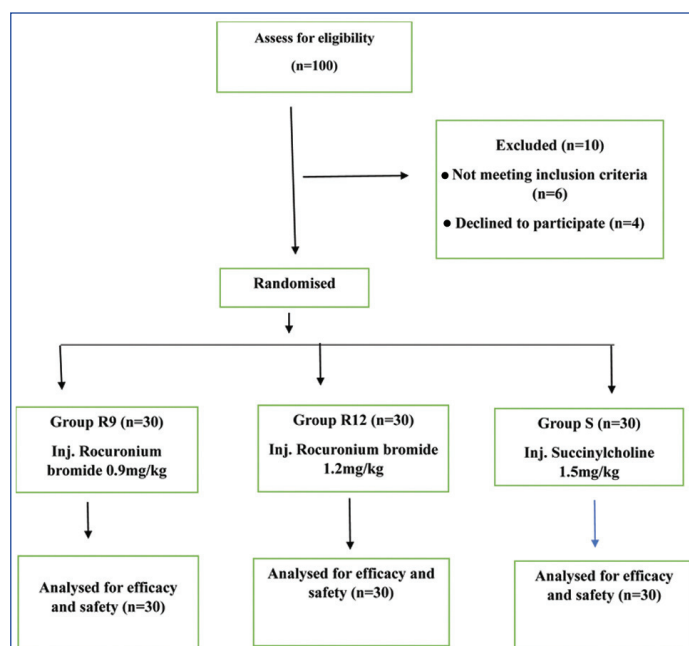 Assess for eligibility
(n=100)
Excluded (n=10)
● Not meeting inclusion criteria
(n=6)
● Declined to participate (n=4)
Randomised
Group R9 (n=30)
Inj. Rocuronium
bromide 0.9mg/kg
Group R12 (n=30)
Inj. Rocuronium bromide
1.2mg/kg
Group S (n=30)
Inj. Succinylcholine
1.5mg/kg
Analysed for efficacy
and safety (n=30)
Analysed for efficacy and
safety (n=30)
Analysed for efficacy
and safety (n=30)